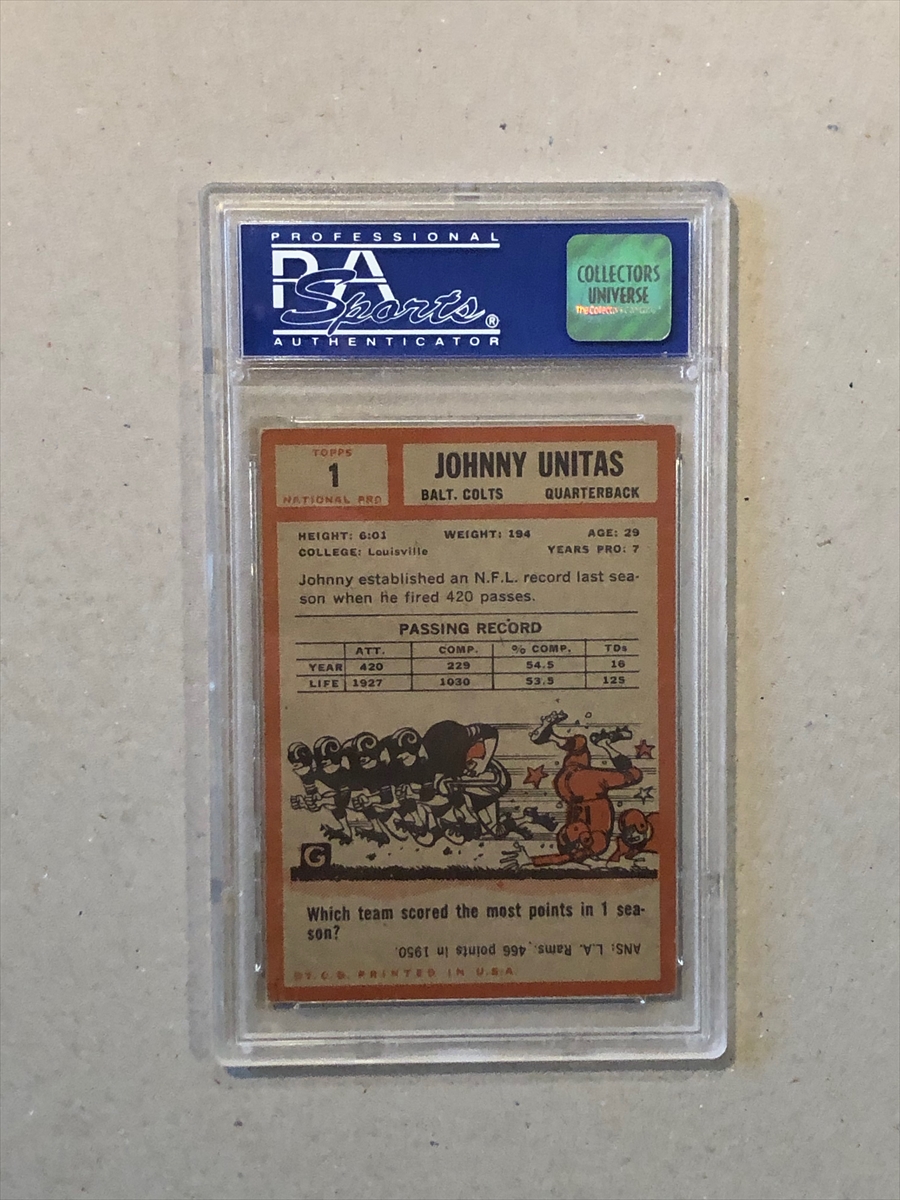 PROFESSIONAL
PSA
Sports®
AUTHENTICATOR
COLLECTORS
UNIVERSE
TOPPS
1
NATIONAL PRO
JOHNNY UNITAS
BALT. COLTS QUARTERBACK
HEIGHT: 6:01 WEIGHT: 194 AGE: 29
COLLEGE: Louisville YEARS PRO: 7
Johnny established an N.F.L. record last sea-
son when he fired 420 passes.
PASSING RECORD
ATT. COMP. % COMP. TDs
YEAR 420 229 54.5 16
LIFE 1927 1030 53.5 125
G
Which team scored the most points in 1 sea-
son?
ANS: L.A. Rams, 466 points in 1950.
©T.C.G. PRINTED IN U.S.A.